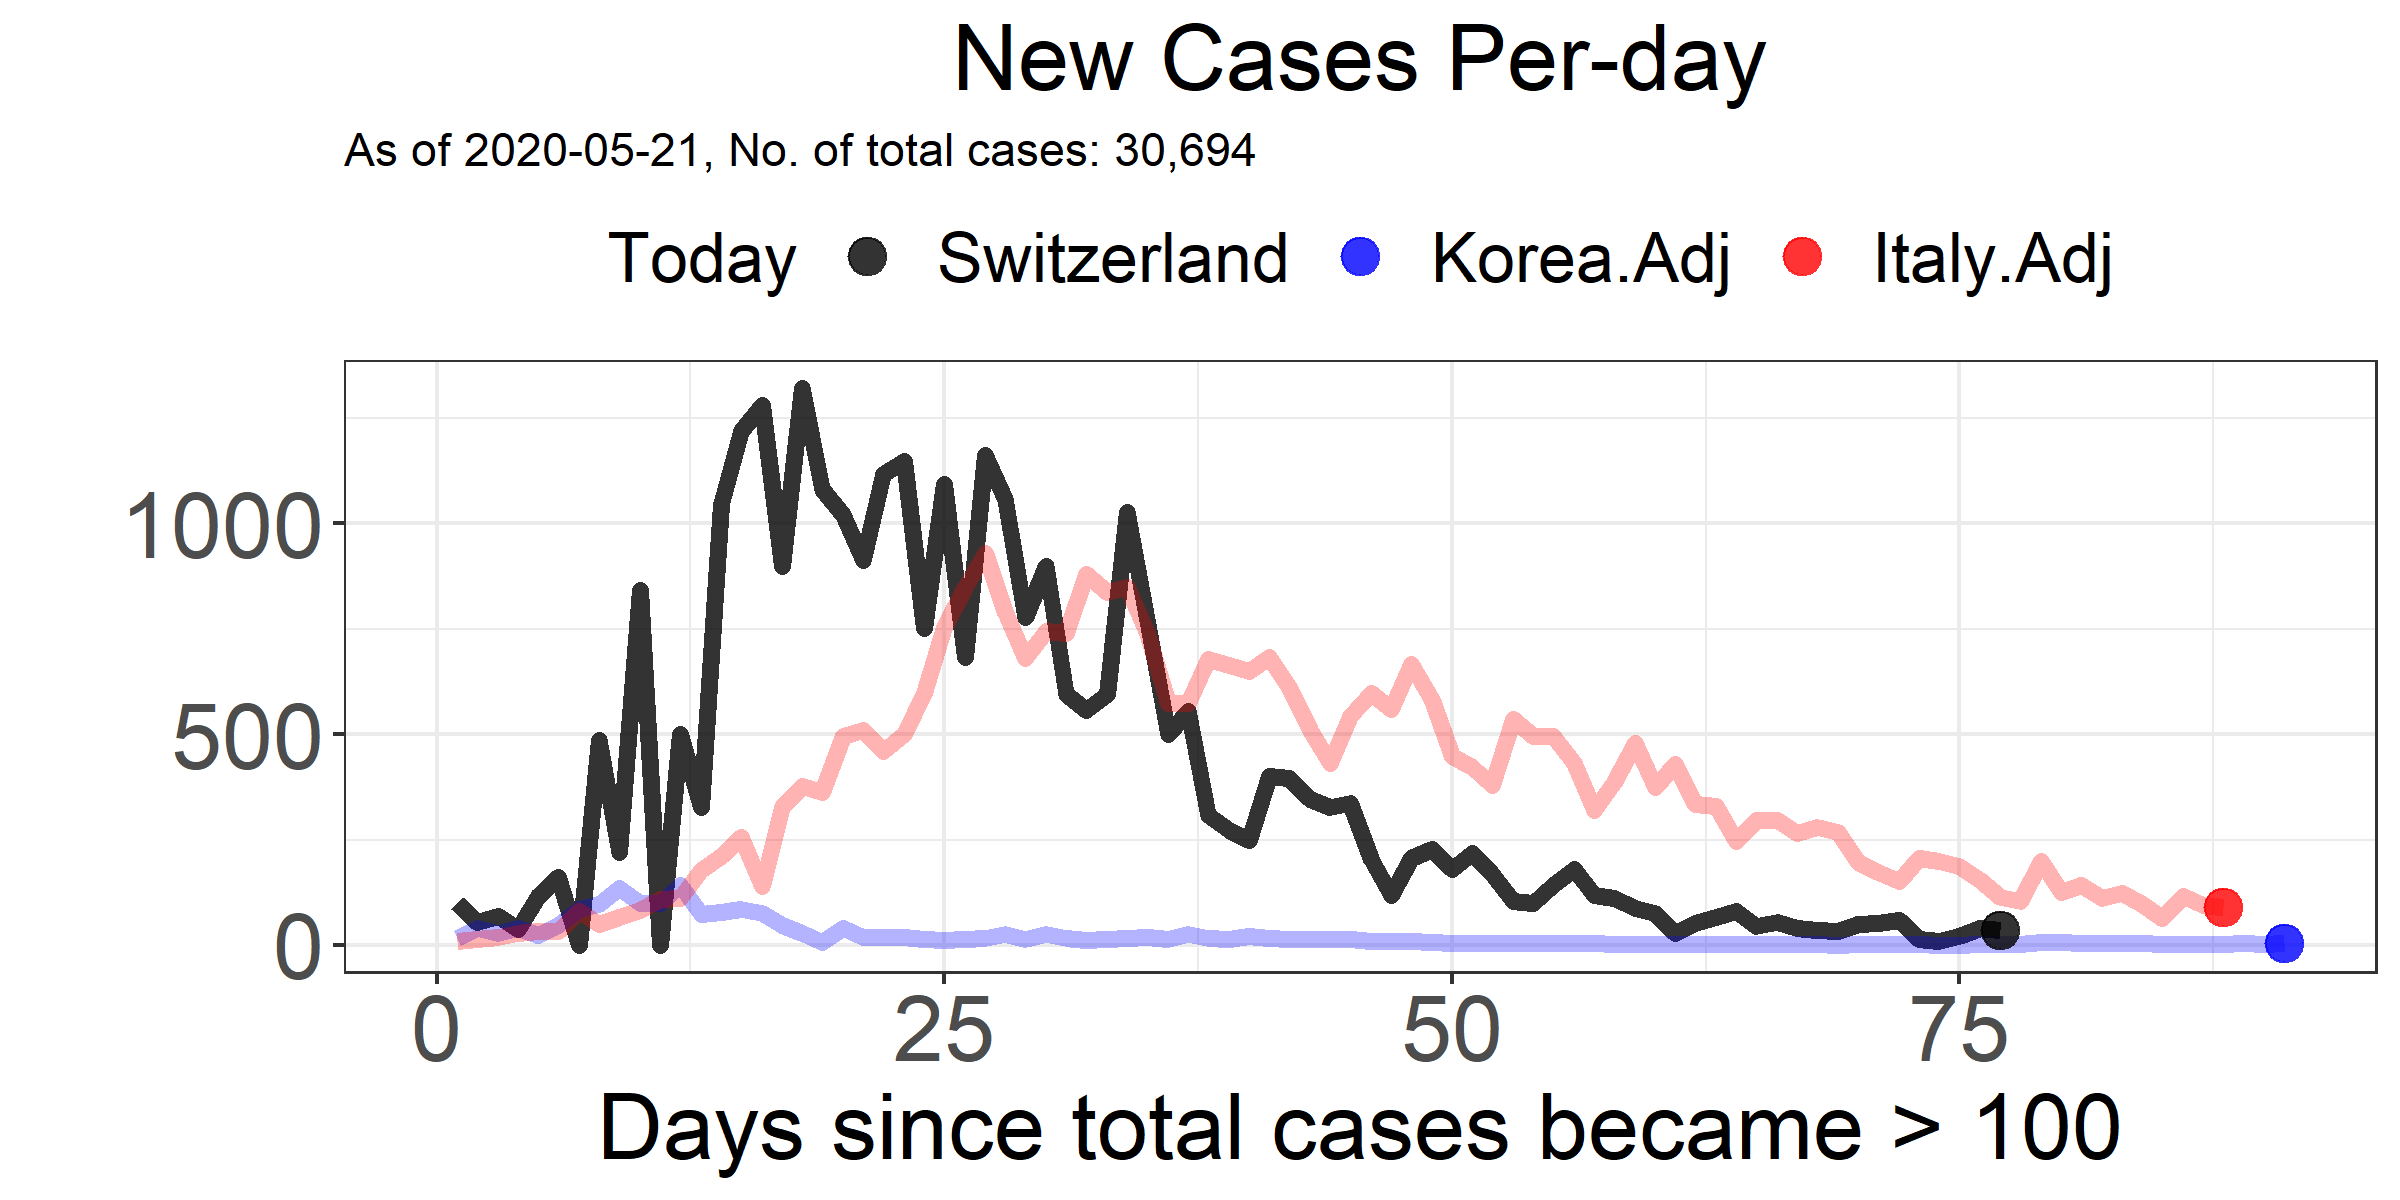 New Cases Per-day
As of 2020-05-21, No. of total cases: 30,694
Today Switzerland Korea.Adj Italy.Adj
1000
500
0
0 25 50 75
Days since total cases became > 100